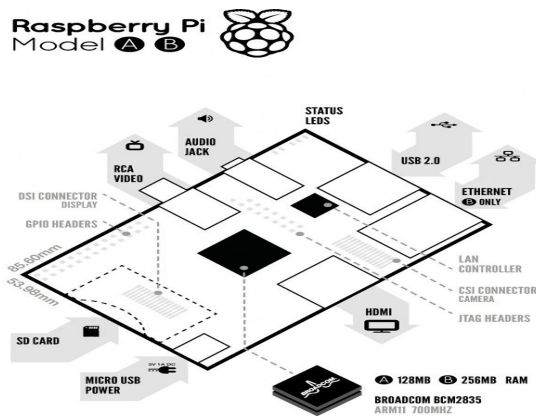 Raspberry Pi
Model A B
STATUS
LEDS
AUDIO
JACK
RCA
VIDEO
USB 2.0
ETHERNET
B ONLY
DSI CONNECTOR
DISPLAY
GPIO HEADERS
85.60mm
53.98mm
LAN
CONTROLLER
CSI CONNECTOR
CAMERA
JTAG HEADERS
HDMI
SD CARD
5V 1A DC
MICRO USB
POWER
BROADCOM
A 128MB B 256MB RAM
BROADCOM BCM2835
ARM11 700MHZ